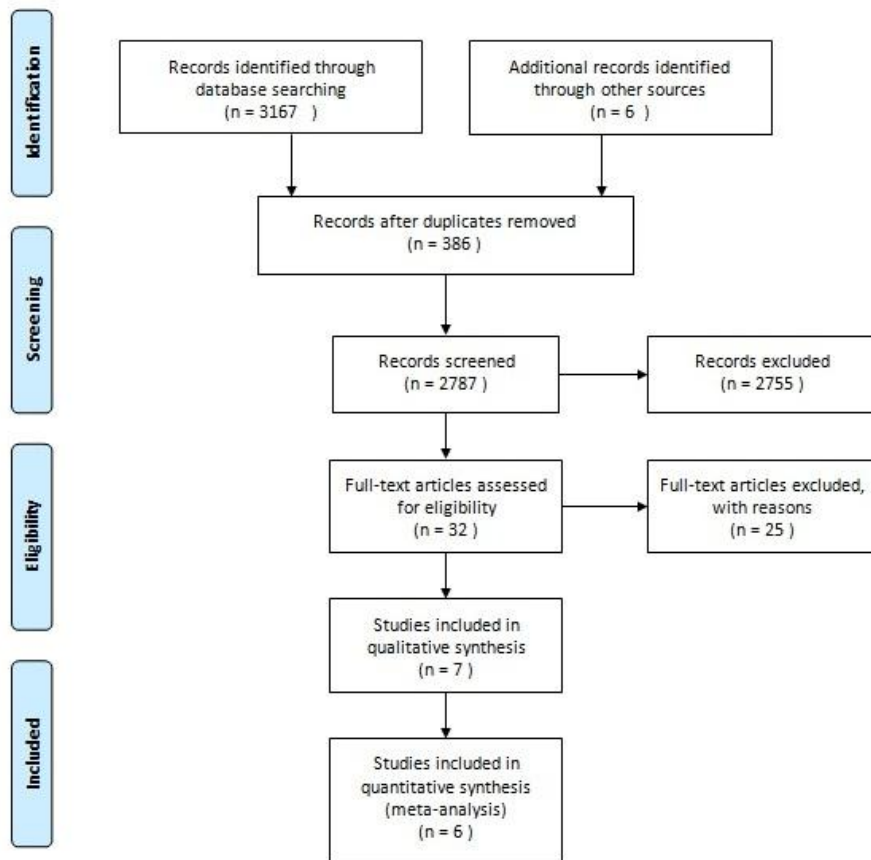 Identification
Records identified through
database searching
(n = 3167 )
Additional records identified
through other sources
(n = 6 )
Records after duplicates removed
(n = 386 )
Screening
Records screened
(n = 2787 )
Records excluded
(n = 2755 )
Eligibility
Full-text articles assessed
for eligibility
(n = 32 )
Full-text articles excluded,
with reasons
(n = 25 )
Studies included in
qualitative synthesis
(n = 7 )
Included
Studies included in
quantitative synthesis
(meta-analysis)
(n = 6 )